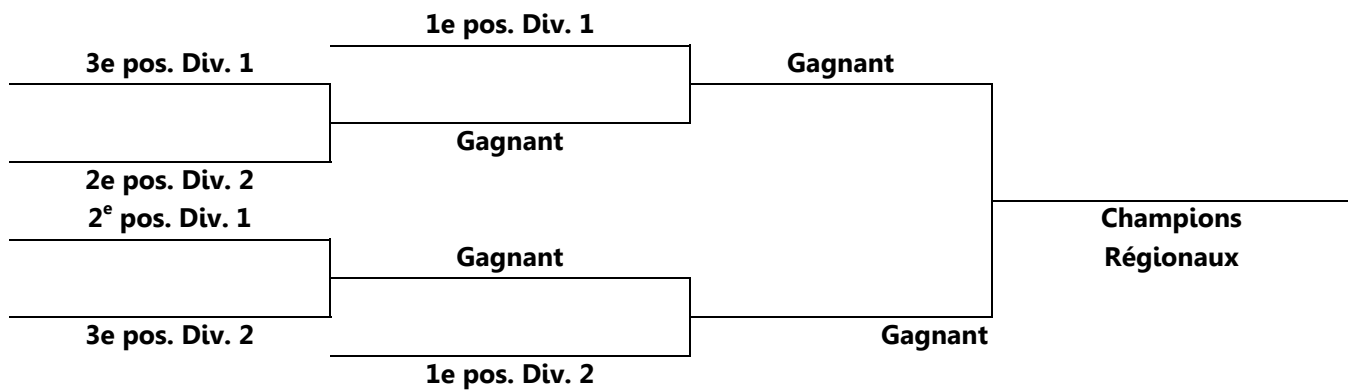 1e pos. Div. 1
3e pos. Div. 1
Gagnant
Gagnant
2e pos. Div. 2
2e pos. Div. 1
Champions
Régionaux
Gagnant
3e pos. Div. 2
Gagnant
1e pos. Div. 2